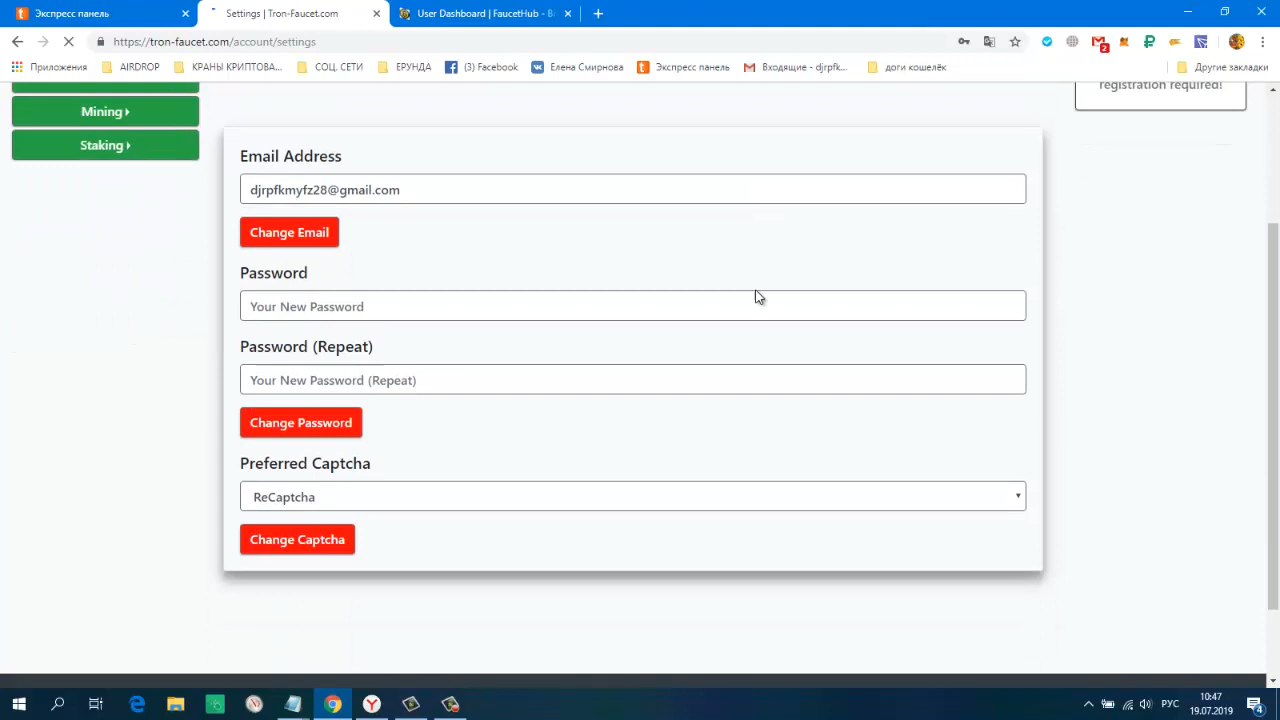 Экспресс панель
Settings | Tron-Faucet.com
User Dashboard | FaucetHub - Bi
https://tron-faucet.com/account/settings
2
Приложения
AIRDROP
КРАНЫ КРИПТОВА...
СОЦ. СЕТИ
ЕРУНДА
(3) Facebook
Елена Смирнова
Экспресс панель
Входящие - djrpfk...
доги кошелёк
Другие закладки
registration required!
Mining
Staking
Email Address
djrpfkmyfz28@gmail.com
Change Email
Password
Your New Password
Password (Repeat)
Your New Password (Repeat)
Change Password
Preferred Captcha
ReCaptcha
Change Captcha
РУС
10:47
19.07.2019
4